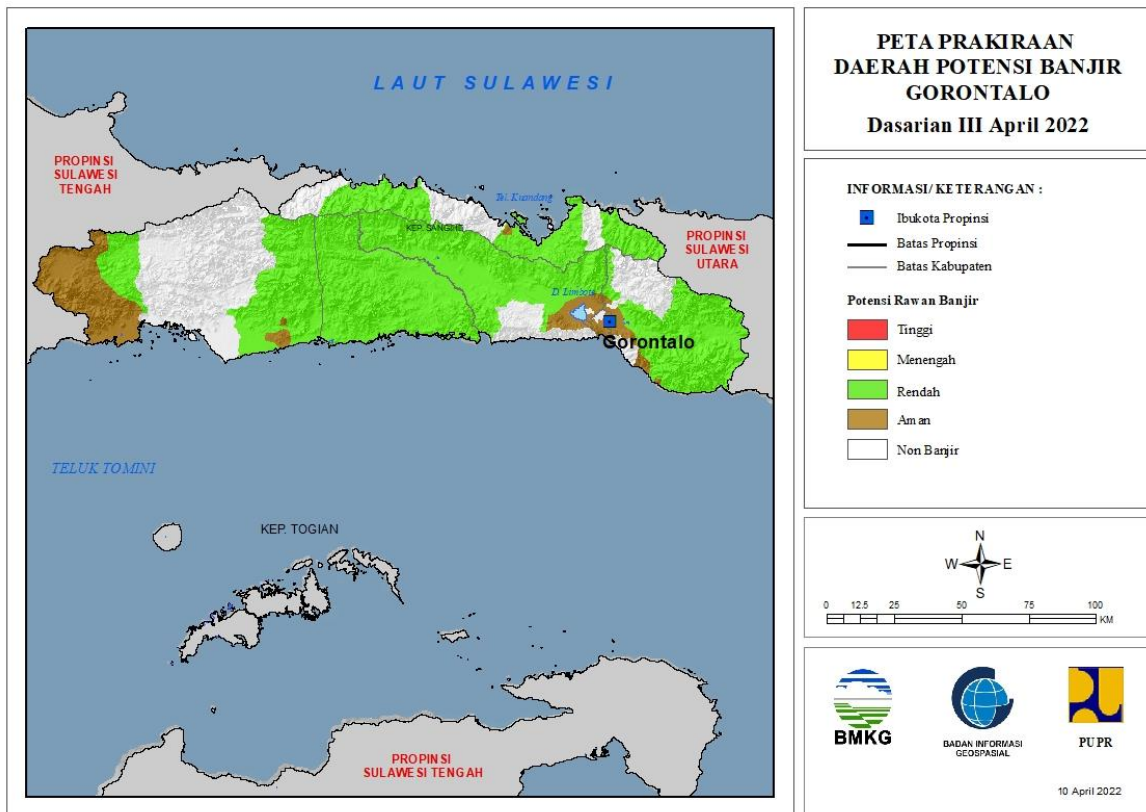 LAUT SULAWESI
PROPINSI
SULAWESI
TENGAH
Tel. Kuandang
KEP. SANGIHE
PROPINSI
SULAWESI
UTARA
D. Limboto
Gorontalo
TELUK TOMINI
KEP. TOGIAN
PROPINSI
SULAWESI TENGAH
PETA PRAKIRAAN
DAERAH POTENSI BANJIR
GORONTALO
Dasarian III April 2022
INFORMASI/ KETERANGAN :
Ibukota Propinsi
Batas Propinsi
Batas Kabupaten
Potensi Rawan Banjir
Tinggi
Menengah
Rendah
Aman
Non Banjir
N
W E
S
0 12.5 25 50 75 100
KM
BMKG
BADAN INFORMASI
GEOSPASIAL
PUPR
10 April 2022